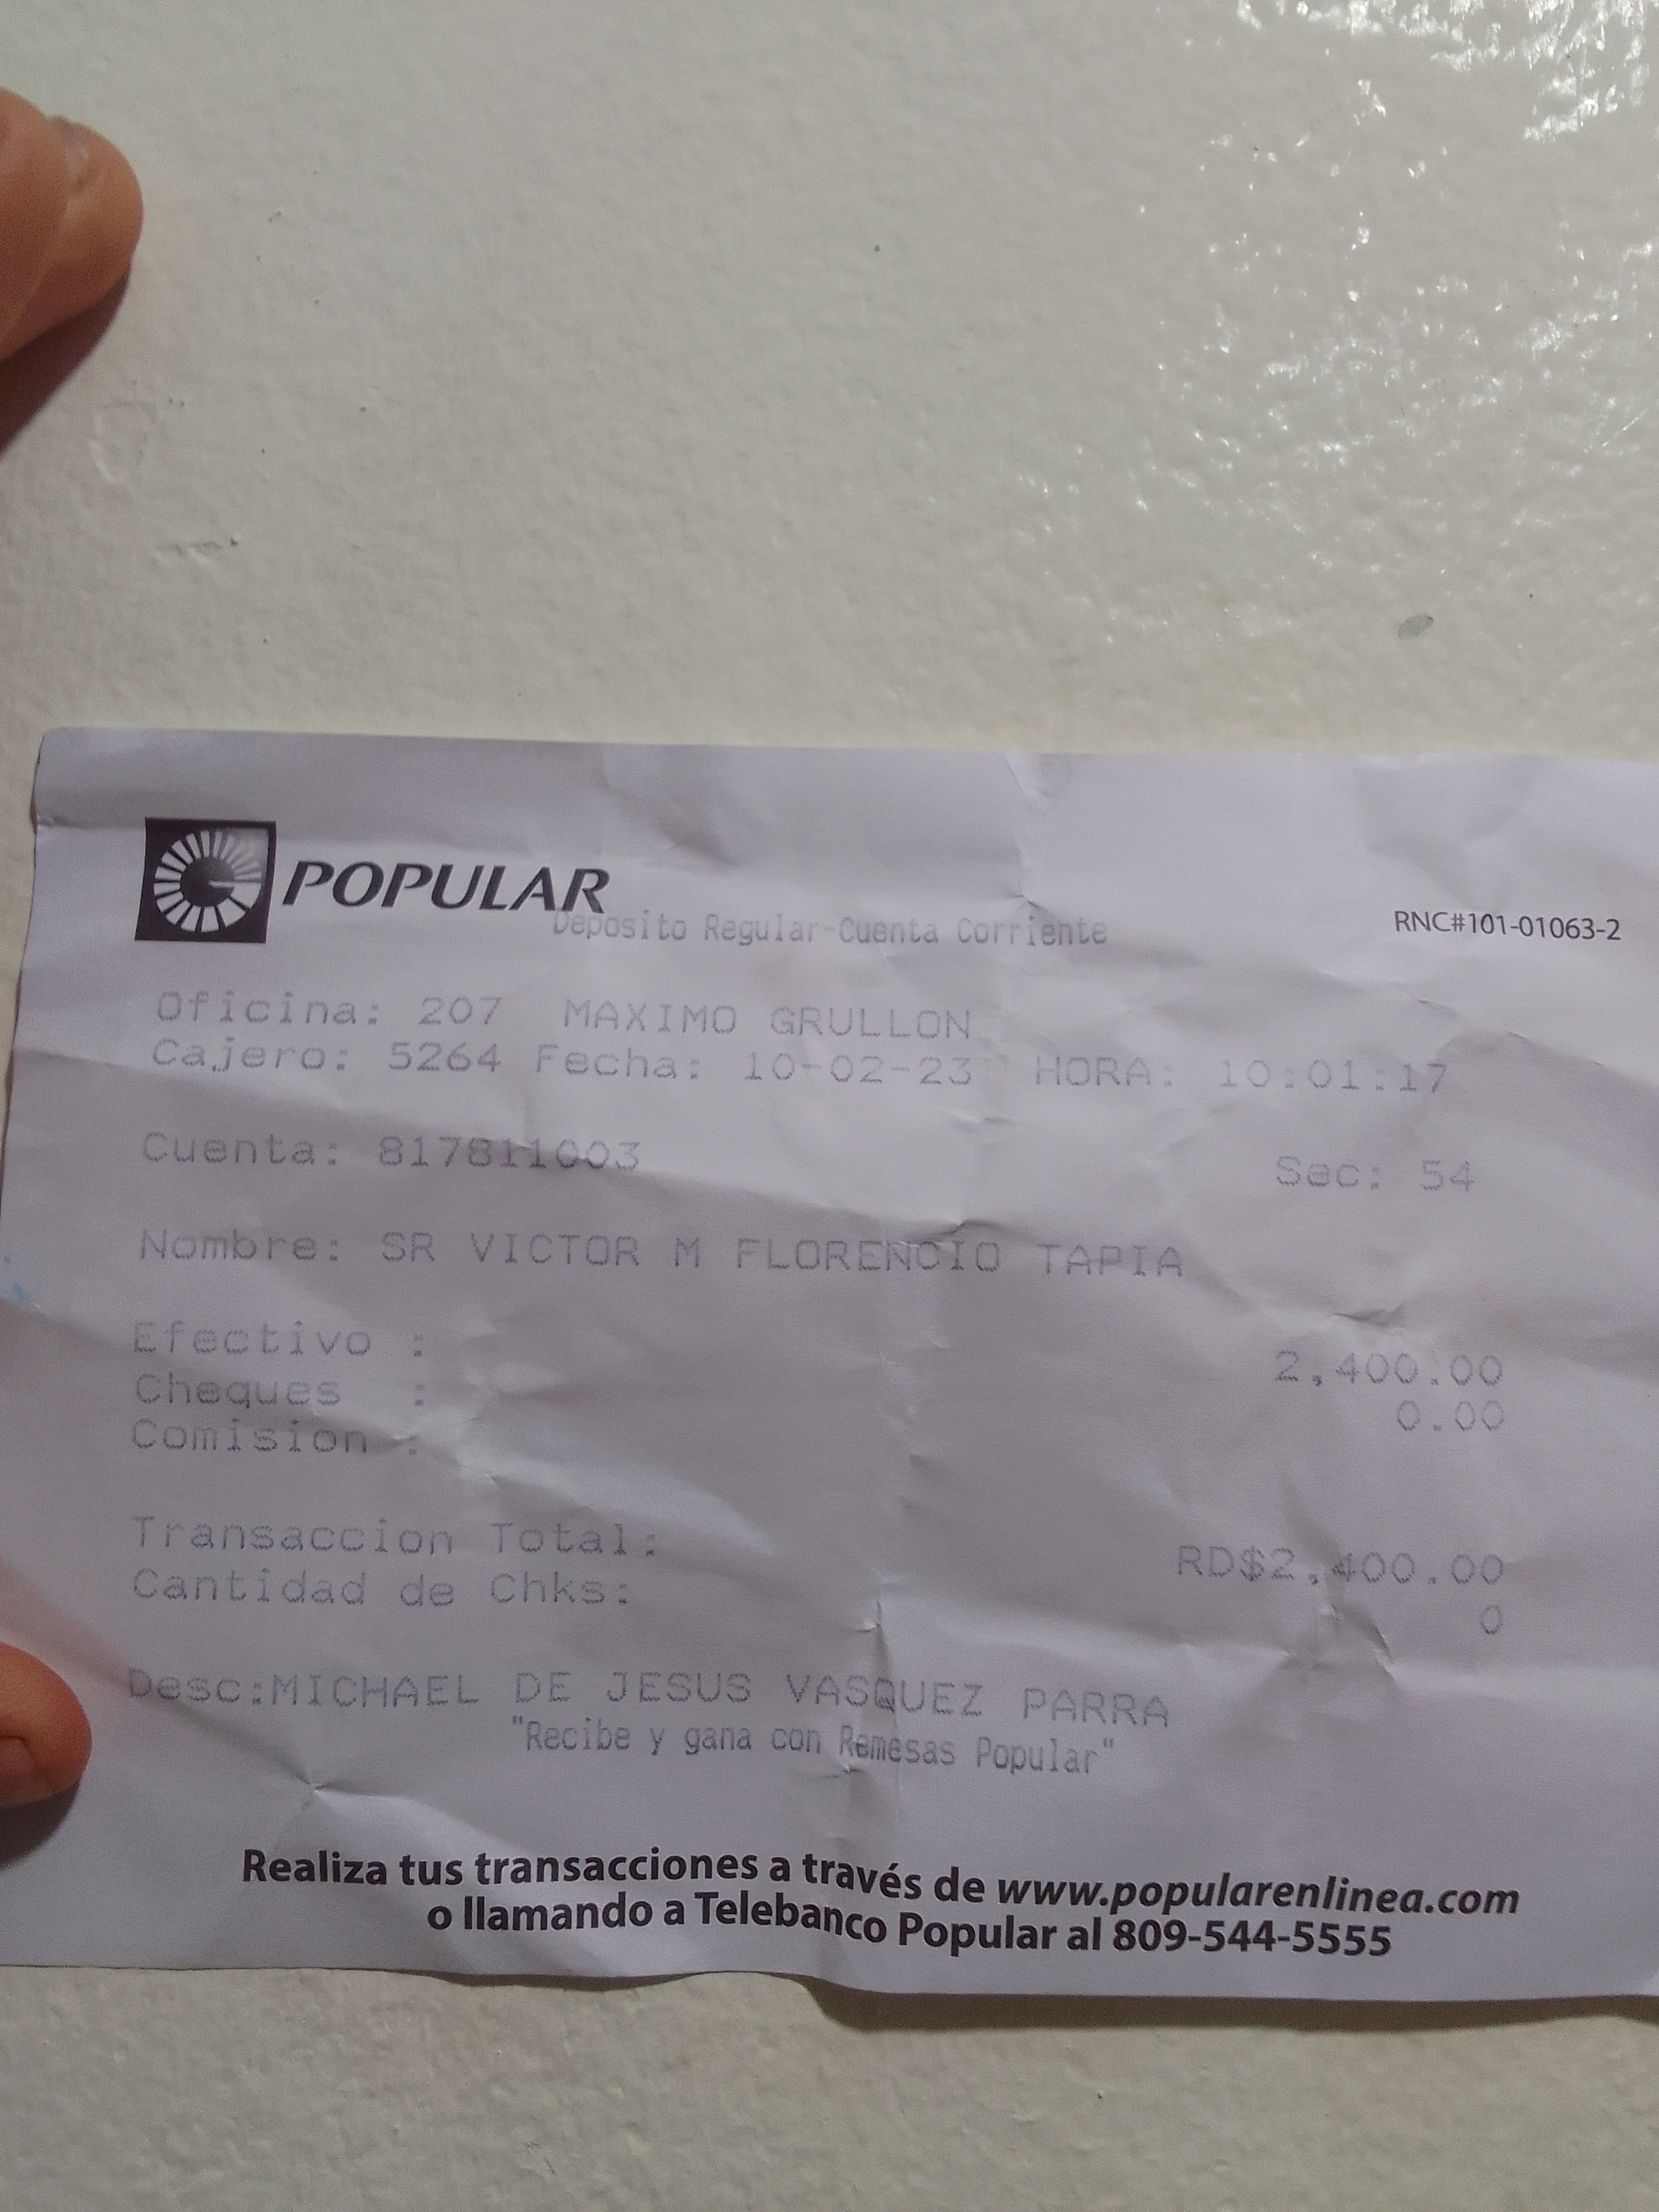 POPULAR
Deposito Regular-Cuenta Corriente
RNC#101-01063-2
Oficina: 207 MAXIMO GRULLON
Cajero: 5264 Fecha: 10-02-23 HORA: 10:01:17
Cuenta: 817811003 Sec: 54
Nombre: SR VICTOR M FLORENCIO TAPIA
Efectivo : 2,400.00
Cheques : 0.00
Comision :
Transaccion Total: RD$2,400.00
Cantidad de Chks: 0
Desc:MICHAEL DE JESUS VASQUEZ PARRA
"Recibe y gana con Remesas Popular"
Realiza tus transacciones a través de www.popularenlinea.com
o llamando a Telebanco Popular al 809-544-5555